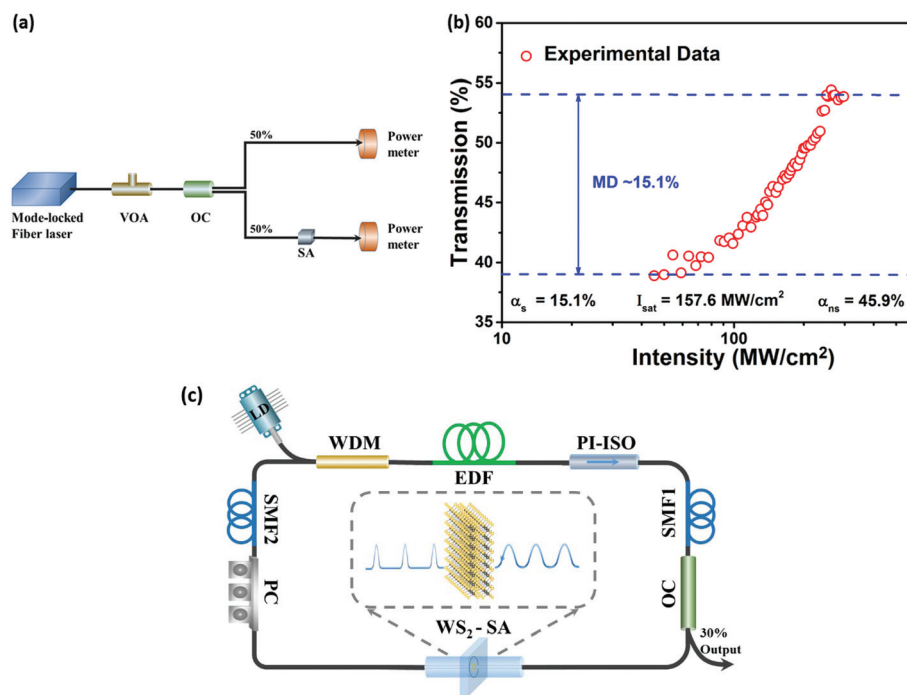 (a)
50%
Power
meter
Mode-locked
Fiber laser
VOA
OC
50%
SA
Power
meter
(b)
60
55
50
45
40
35
Transmission (%)
Experimental Data
MD ~15.1%
αs = 15.1%
Isat = 157.6 MW/cm²
αns = 45.9%
10
100
Intensity (MW/cm²)
(c)
LD
WDM
EDF
PI-ISO
SMF2
SMF1
PC
OC
WS₂ - SA
30%
Output